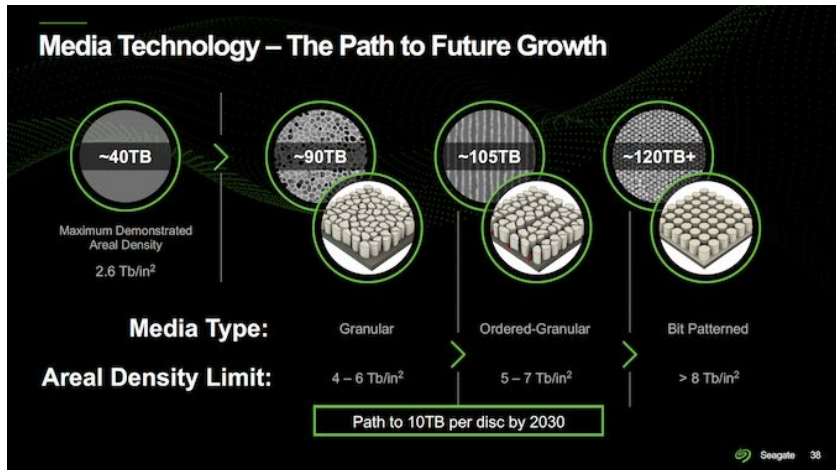 Media Technology – The Path to Future Growth
~40TB
~90TB
~105TB
~120TB+
Maximum Demonstrated
Areal Density
2.6 Tb/in²
Media Type:
Granular
Ordered-Granular
Bit Patterned
Areal Density Limit:
4 – 6 Tb/in²
5 – 7 Tb/in²
> 8 Tb/in²
Path to 10TB per disc by 2030
Seagate 38